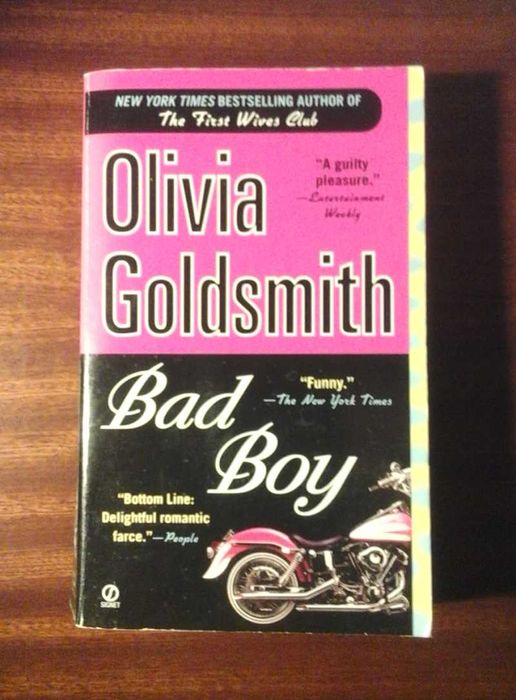 NEW YORK TIMES BESTSELLING AUTHOR OF
The First Wives Club
Olivia
Goldsmith
"A guilty
pleasure."
—Entertainment
Weekly
Bad
Boy
"Funny."
—The New York Times
"Bottom Line:
Delightful romantic
farce."—People
SIGNET